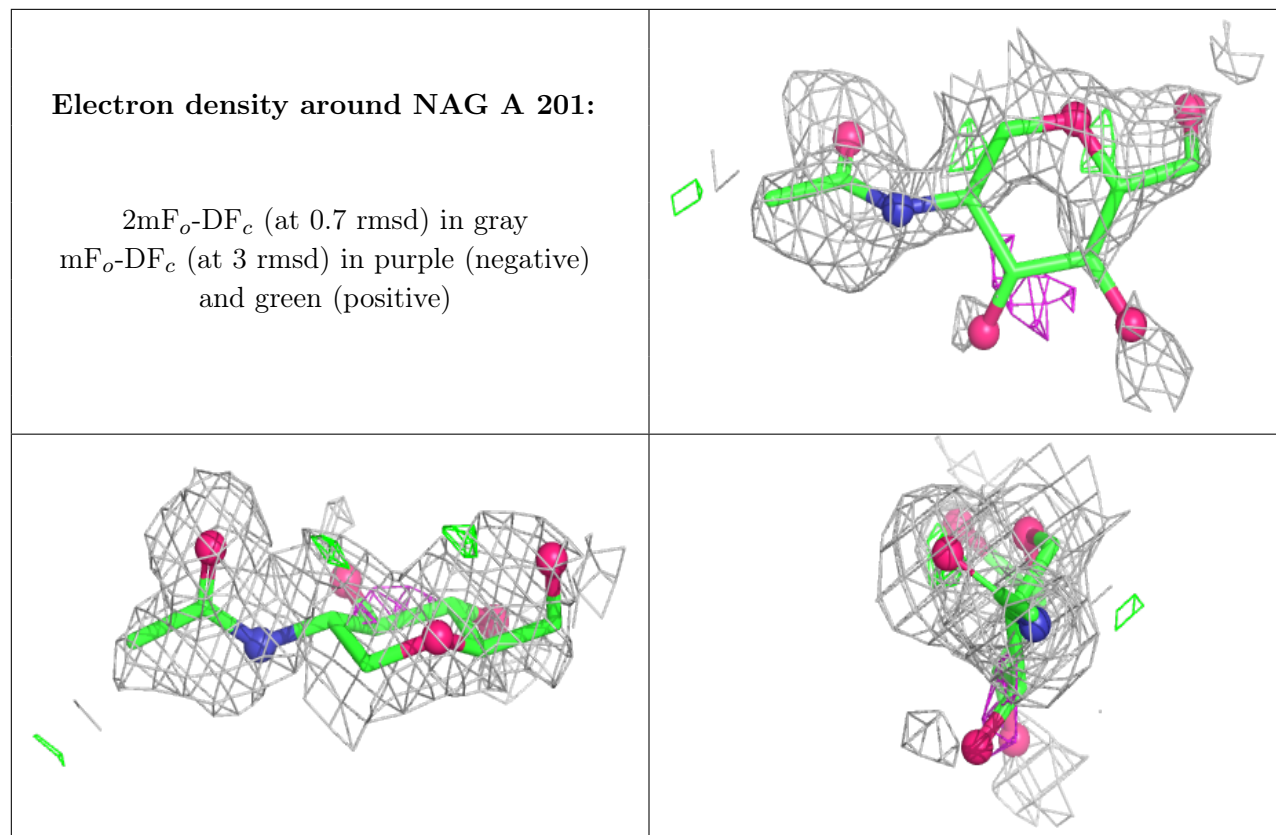 Electron density around NAG A 201:
2mFo-DFc (at 0.7 rmsd) in gray
mFo-DFc (at 3 rmsd) in purple (negative)
and green (positive)